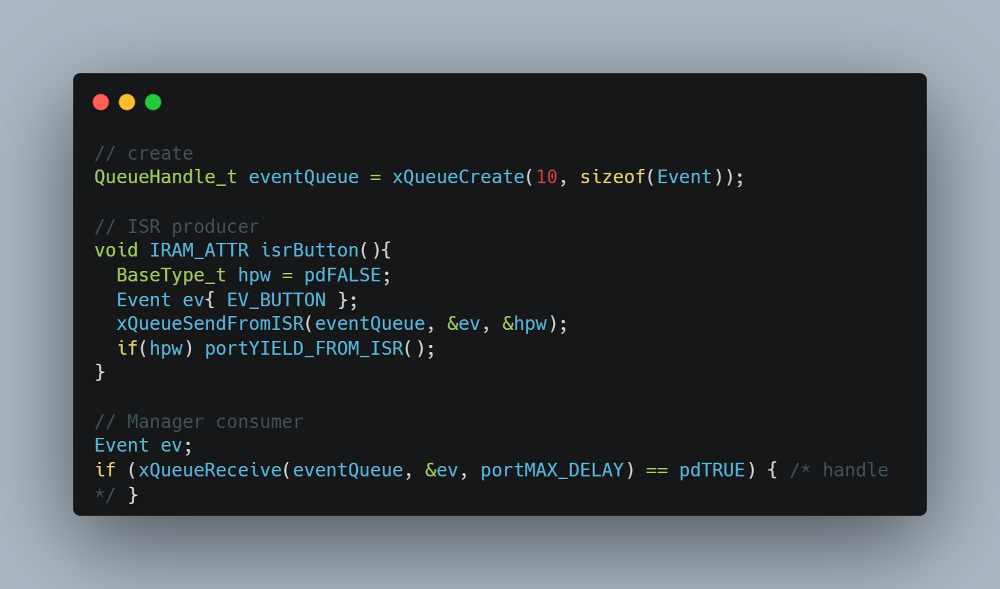 // create
QueueHandle_t eventQueue = xQueueCreate(10, sizeof(Event));

// ISR producer
void IRAM_ATTR isrButton(){
  BaseType_t hpw = pdFALSE;
  Event ev{ EV_BUTTON };
  xQueueSendFromISR(eventQueue, &ev, &hpw);
  if(hpw) portYIELD_FROM_ISR();
}

// Manager consumer
Event ev;
if (xQueueReceive(eventQueue, &ev, portMAX_DELAY) == pdTRUE) { /* handle
*/ }